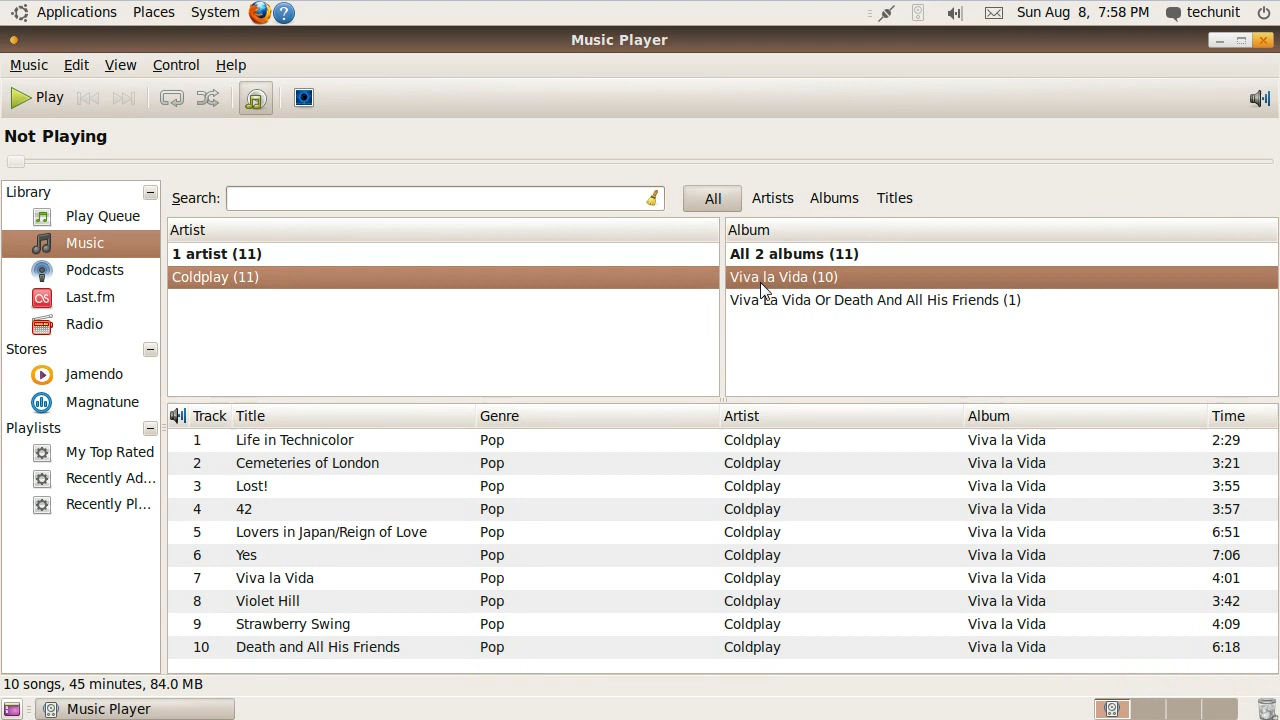 Applications Places System
Sun Aug 8, 7:58 PM techunit
Music Player
Music Edit View Control Help
Play
Not Playing
Library
Play Queue
Music
Podcasts
Last.fm
Radio
Stores
Jamendo
Magnatune
Playlists
My Top Rated
Recently Ad...
Recently Pl...
Search: All Artists Albums Titles
Artist
1 artist (11)
Coldplay (11)
Album
All 2 albums (11)
Viva la Vida (10)
Viva la Vida Or Death And All His Friends (1)
Track Title Genre Artist Album Time
1 Life in Technicolor Pop Coldplay Viva la Vida 2:29
2 Cemeteries of London Pop Coldplay Viva la Vida 3:21
3 Lost! Pop Coldplay Viva la Vida 3:55
4 42 Pop Coldplay Viva la Vida 3:57
5 Lovers in Japan/Reign of Love Pop Coldplay Viva la Vida 6:51
6 Yes Pop Coldplay Viva la Vida 7:06
7 Viva la Vida Pop Coldplay Viva la Vida 4:01
8 Violet Hill Pop Coldplay Viva la Vida 3:42
9 Strawberry Swing Pop Coldplay Viva la Vida 4:09
10 Death and All His Friends Pop Coldplay Viva la Vida 6:18
10 songs, 45 minutes, 84.0 MB
Music Player